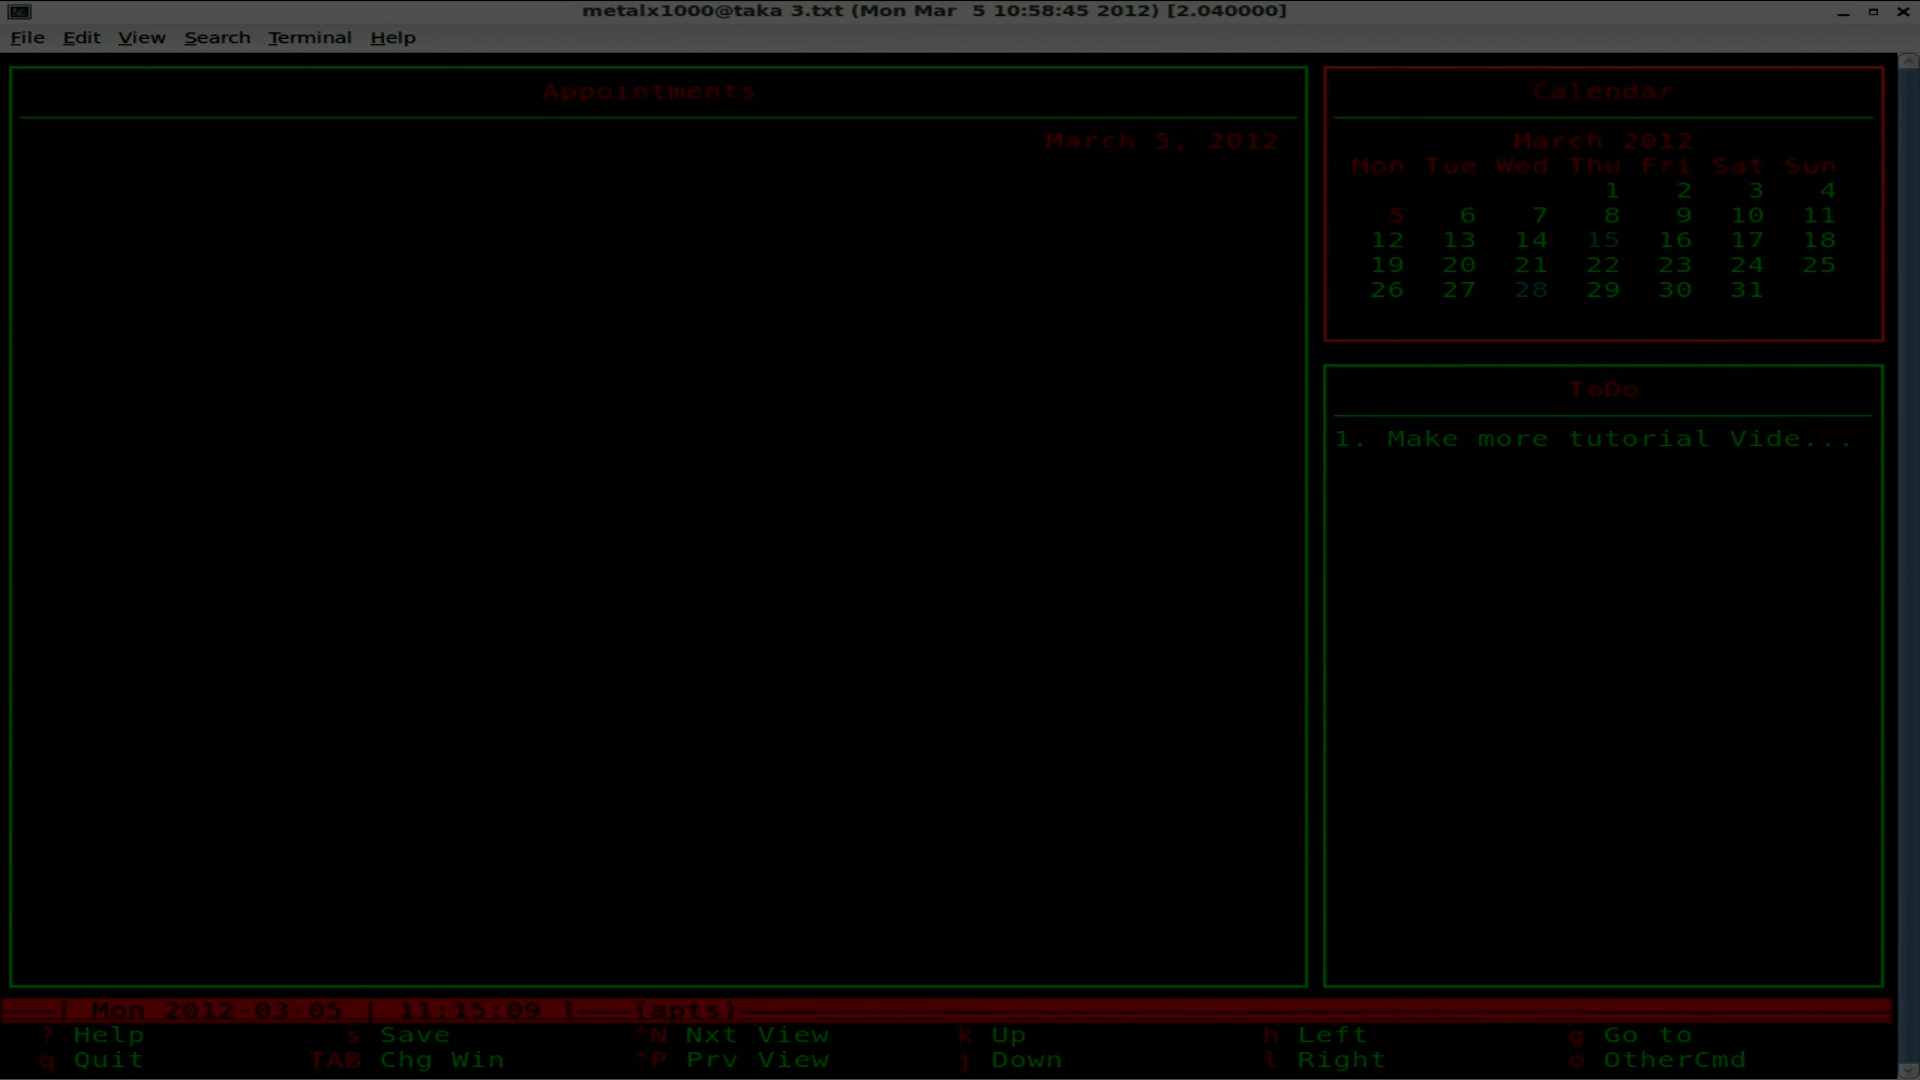 metalx1000@taka 3.txt (Mon Mar  5 10:58:45 2012) [2.040000]
File Edit View Search Terminal Help
Appointments
March 5, 2012
Calendar
March 2012
Mon Tue Wed Thu Fri Sat Sun
1 2 3 4
5 6 7 8 9 10 11
12 13 14 15 16 17 18
19 20 21 22 23 24 25
26 27 28 29 30 31
ToDo
1. Make more tutorial Vide...
[ Mon 2012-03-05 | 11:15:09 ] (apts)
? Help s Save ^N Nxt View k Up h Left g Go to
q Quit TAB Chg Win ^P Prv View j Down l Right o OtherCmd